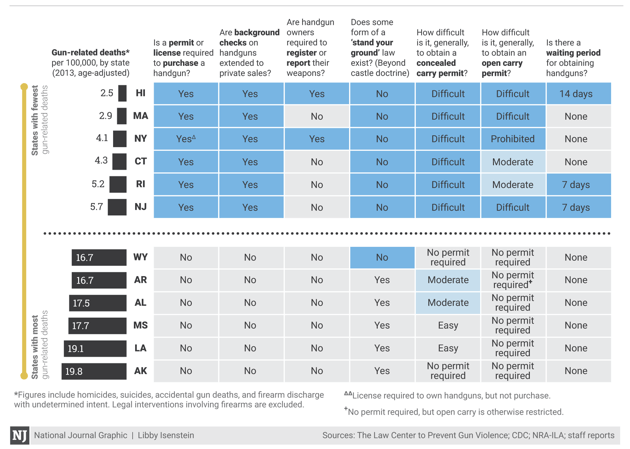 Gun-related deaths*
per 100,000, by state
(2013, age-adjusted)
Is a permit or
license required
to purchase a
handgun?
Are background
checks on
handguns
extended to
private sales?
Are handgun
owners
required to
register or
report their
weapons?
Does some
form of a
'stand your
ground' law
exist? (Beyond
castle doctrine)
How difficult
is it, generally,
to obtain a
concealed
carry permit?
How difficult
is it, generally,
to obtain an
open carry
permit?
Is there a
waiting period
for obtaining
handguns?
States with fewest
gun-related deaths
2.5 HI Yes Yes Yes No Difficult Difficult 14 days
2.9 MA Yes Yes No No Difficult Difficult None
4.1 NY Yes△ Yes Yes No Difficult Prohibited None
4.3 CT Yes Yes No No Difficult Moderate None
5.2 RI Yes Yes No No Difficult Moderate 7 days
5.7 NJ Yes Yes No No Difficult Difficult 7 days
States with most
gun-related deaths
16.7 WY No No No No No permit required No permit required None
16.7 AR No No No Yes Moderate No permit required+ None
17.5 AL No No No Yes Moderate No permit required None
17.7 MS No No No Yes Easy No permit required None
19.1 LA No No No Yes Easy No permit required None
19.8 AK No No No Yes No permit required No permit required None
*Figures include homicides, suicides, accidental gun deaths, and firearm discharge
with undetermined intent. Legal interventions involving firearms are excluded.
△△License required to own handguns, but not purchase.
+No permit required, but open carry is otherwise restricted.
NJ National Journal Graphic | Libby Isenstein
Sources: The Law Center to Prevent Gun Violence; CDC; NRA-ILA; staff reports